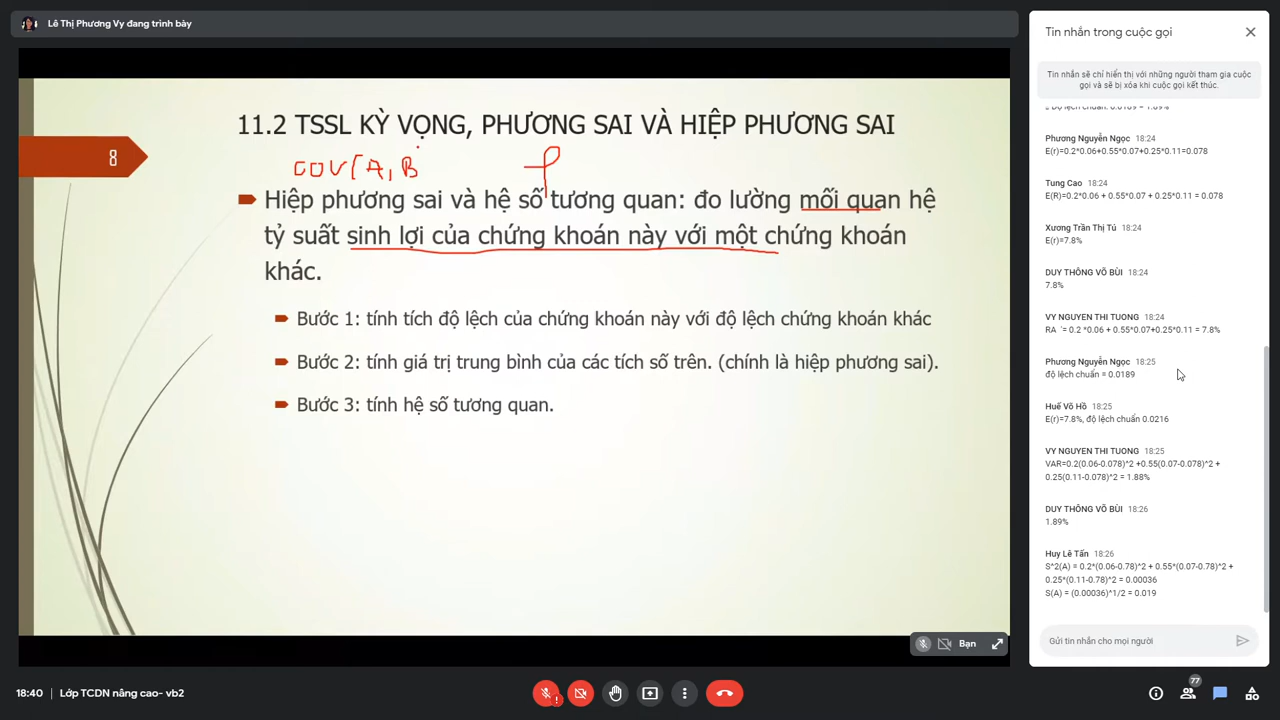 Lê Thị Phương Vy đang trình bày
8
11.2 TSSL KỲ VỌNG, PHƯƠNG SAI VÀ HIỆP PHƯƠNG SAI
COV(A, B
Hiệp phương sai và hệ số tương quan: đo lường mối quan hệ
tỷ suất sinh lợi của chứng khoán này với một chứng khoán
khác.
Bước 1: tính tích độ lệch của chứng khoán này với độ lệch chứng khoán khác
Bước 2: tính giá trị trung bình của các tích số trên. (chính là hiệp phương sai).
Bước 3: tính hệ số tương quan.
Bạn
18:40 | Lớp TCDN nâng cao- vb2
Tin nhắn trong cuộc gọi
Tin nhắn sẽ chỉ hiển thị với những người tham gia cuộc
gọi và sẽ bị xóa khi cuộc gọi kết thúc.
Phương Nguyễn Ngọc 18:24
E(r)=0.2*0.06+0.55*0.07+0.25*0.11=0.078
Tung Cao 18:24
E(R)=0.2*0.06 + 0.55*0.07 + 0.25*0.11 = 0.078
Xương Trần Thị Tú 18:24
E(r)=7.8%
DUY THÔNG VÕ BÙI 18:24
7.8%
VY NGUYEN THI TUONG 18:24
RA `= 0.2 *0.06 + 0.55*0.07+0.25*0.11 = 7.8%
Phương Nguyễn Ngọc 18:25
độ lệch chuẩn = 0.0189
Huế Võ Hồ 18:25
E(r)=7.8%, độ lệch chuẩn 0.0216
VY NGUYEN THI TUONG 18:25
VAR=0.2(0.06-0.078)^2 +0.55(0.07-0.078)^2 +
0.25(0.11-0.078)^2 = 1.88%
DUY THÔNG VÕ BÙI 18:26
1.89%
Huy Lê Tấn 18:26
S^2(A) = 0.2*(0.06-0.78)^2 + 0.55*(0.07-0.78)^2 +
0.25*(0.11-0.78)^2 = 0.00036
S(A) = (0.00036)^1/2 = 0.019
Gửi tin nhắn cho mọi người
77